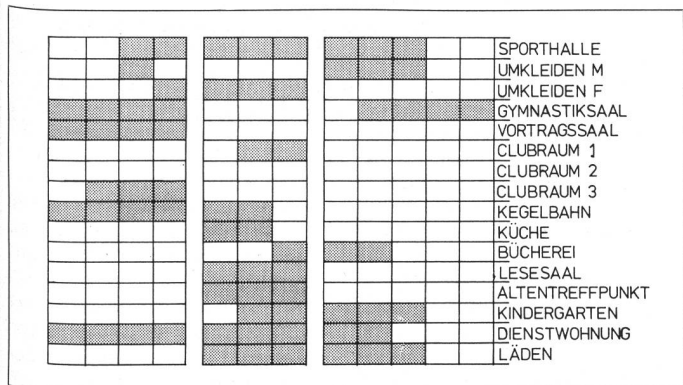 SPORTHALLE
UMKLEIDEN M
UMKLEIDEN F
GYMNASTIKSAAL
VORTRAGSSAAL
CLUBRAUM 1
CLUBRAUM 2
CLUBRAUM 3
KEGELBAHN
KÜCHE
BÜCHEREI
LESESAAL
ALTENTREFFPUNKT
KINDERGARTEN
DIENSTWOHNUNG
LÄDEN